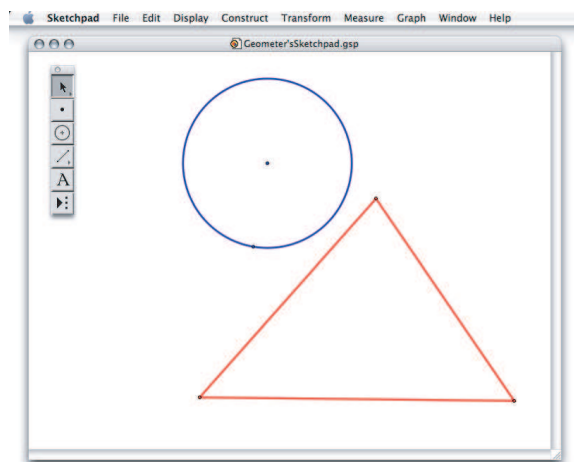 Sketchpad File Edit Display Construct Transform Measure Graph Window Help
Geometer'sSketchpad.gsp
A